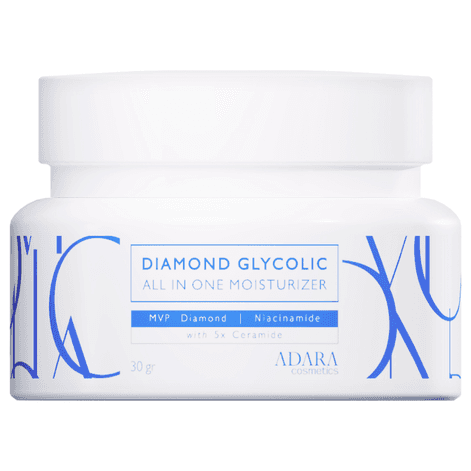 DIAMOND GLYCOLIC
ALL IN ONE MOISTURIZER
MVP Diamond | Niacinamide
with 5x Ceramide
30 gr
ADARA
cosmetics